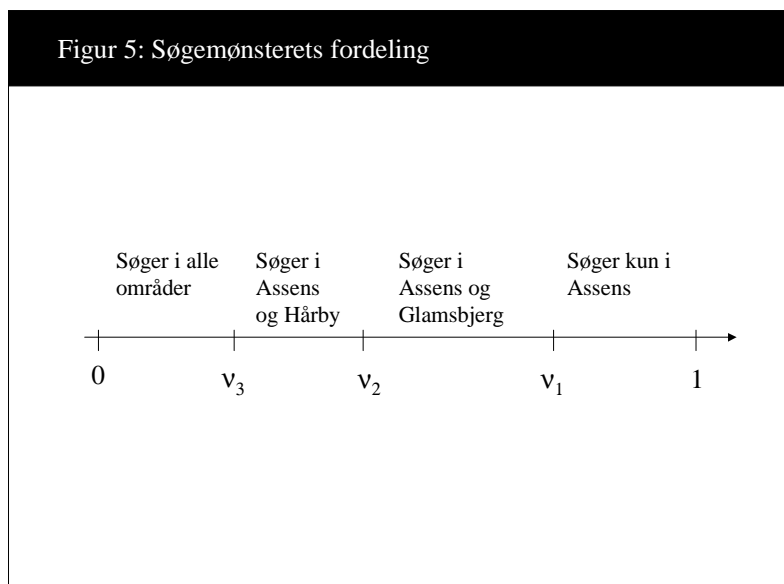 Figur 5: Søgemønsterets fordeling
Søger i alle
områder
Søger i
Assens
og Hårby
Søger i
Assens og
Glamsbjerg
Søger kun i
Assens
0
ν₃
ν₂
ν₁
1